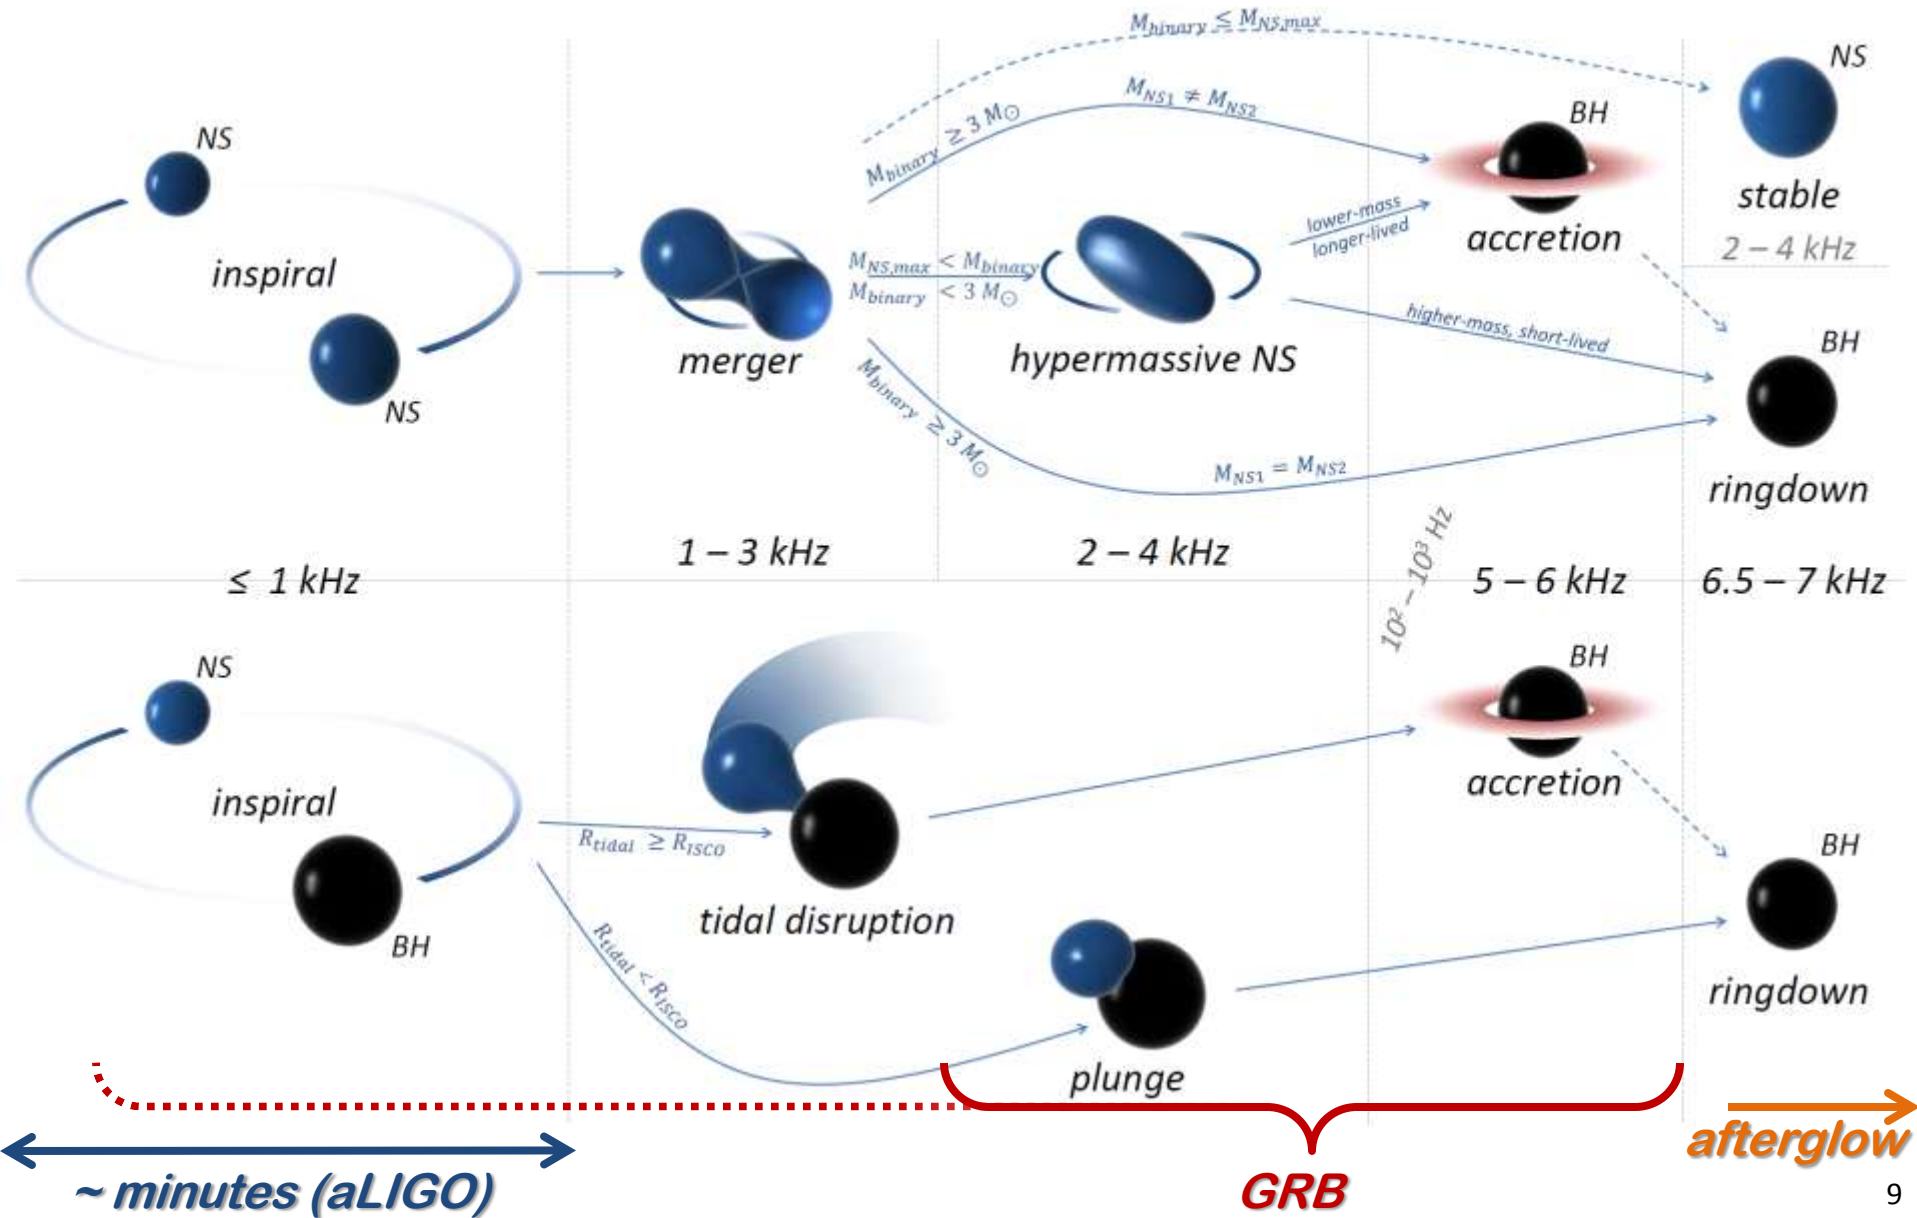 M_binary ≤ M_NS,max
NS
M_NS1 ≠ M_NS2
M_binary ≥ 3 M_⊙
BH
NS
stable
2 – 4 kHz
inspiral
NS
merger
M_NS,max < M_binary
M_binary < 3 M_⊙
hypermassive NS
lower-mass
longer-lived
accretion
higher-mass, short-lived
BH
ringdown
M_binary ≥ 3 M_⊙
M_NS1 = M_NS2
≤ 1 kHz
1 – 3 kHz
2 – 4 kHz
10² – 10³ Hz
5 – 6 kHz
6.5 – 7 kHz
NS
inspiral
BH
R_tidal ≥ R_ISCO
tidal disruption
R_tidal < R_ISCO
plunge
BH
accretion
BH
ringdown
~ minutes (aLIGO)
GRB
afterglow
9